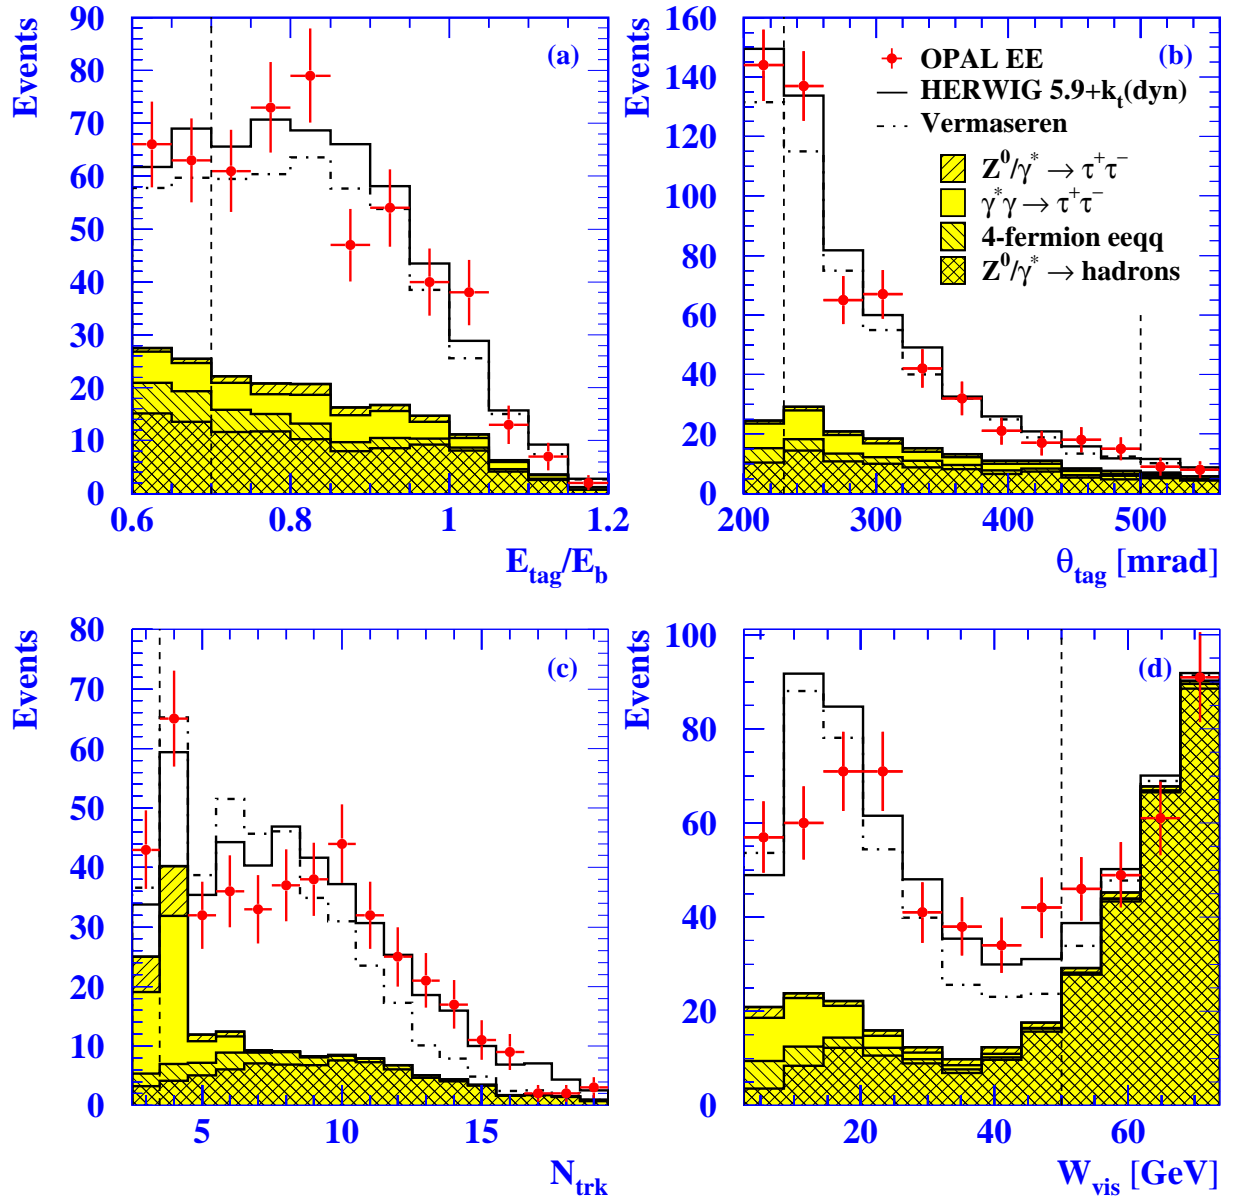 Events
90
80
70
60
50
40
30
20
10
0
(a)
0.6 0.8 1 1.2
E_tag/E_b
Events
160
140
120
100
80
60
40
20
0
(b)
OPAL EE
HERWIG 5.9+k_t(dyn)
Vermaseren
Z⁰/γ* → τ⁺τ⁻
γ*γ → τ⁺τ⁻
4-fermion eeqq
Z⁰/γ* → hadrons
200 300 400 500
θ_tag [mrad]
Events
80
70
60
50
40
30
20
10
0
(c)
5 10 15
N_trk
Events
100
80
60
40
20
0
(d)
20 40 60
W_vis [GeV]